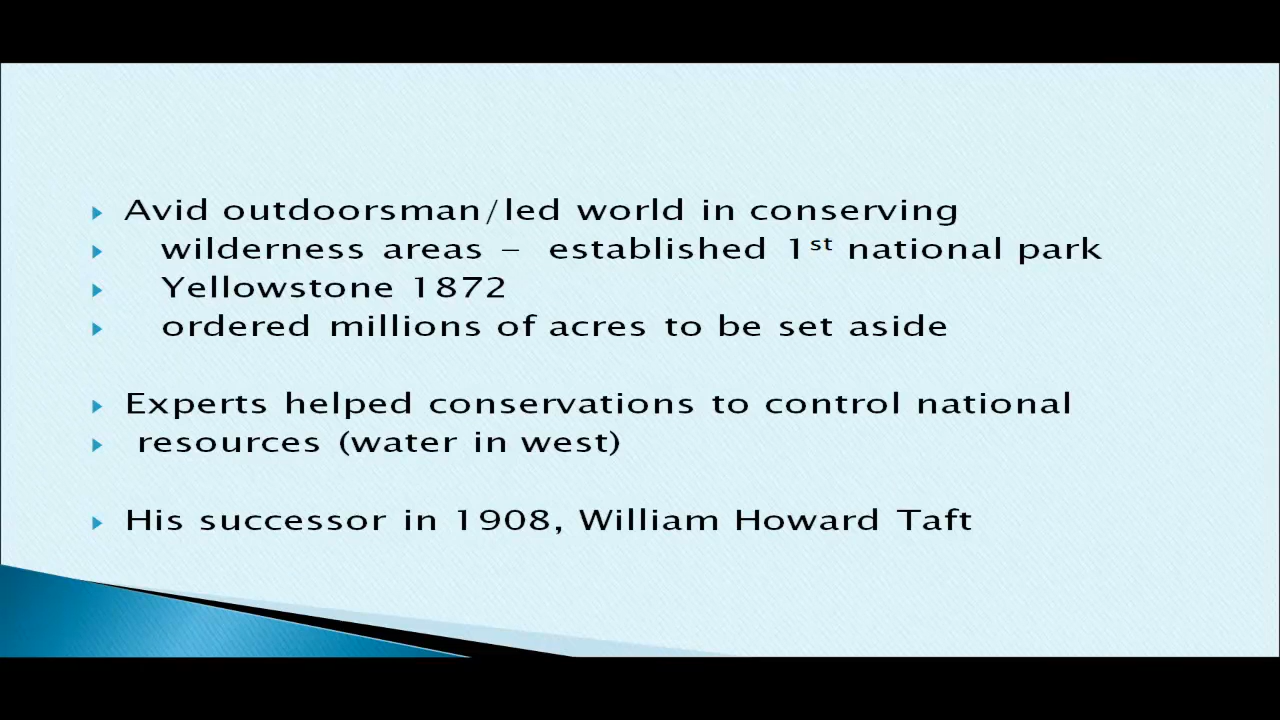 Avid outdoorsman/led world in conserving
wilderness areas – established 1st national park
Yellowstone 1872
ordered millions of acres to be set aside
Experts helped conservations to control national
resources (water in west)
His successor in 1908, William Howard Taft